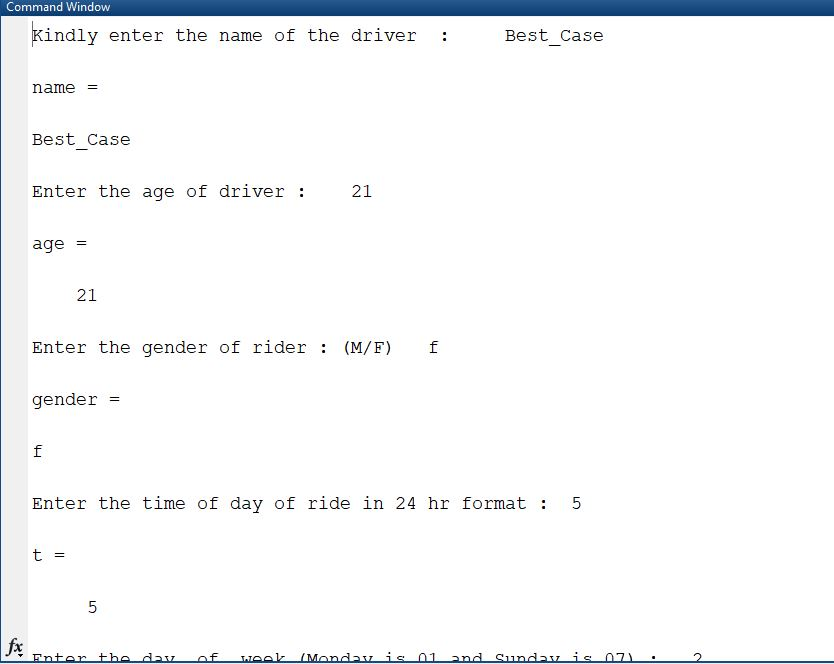 Command Window
Kindly enter the name of the driver  :     Best_Case
name =
Best_Case
Enter the age of driver :    21
age =
    21
Enter the gender of rider : (M/F)   f
gender =
f
Enter the time of day of ride in 24 hr format :  5
t =
     5
fx
Enter the day  of  week (Monday is 01 and Sunday is 07) :   2